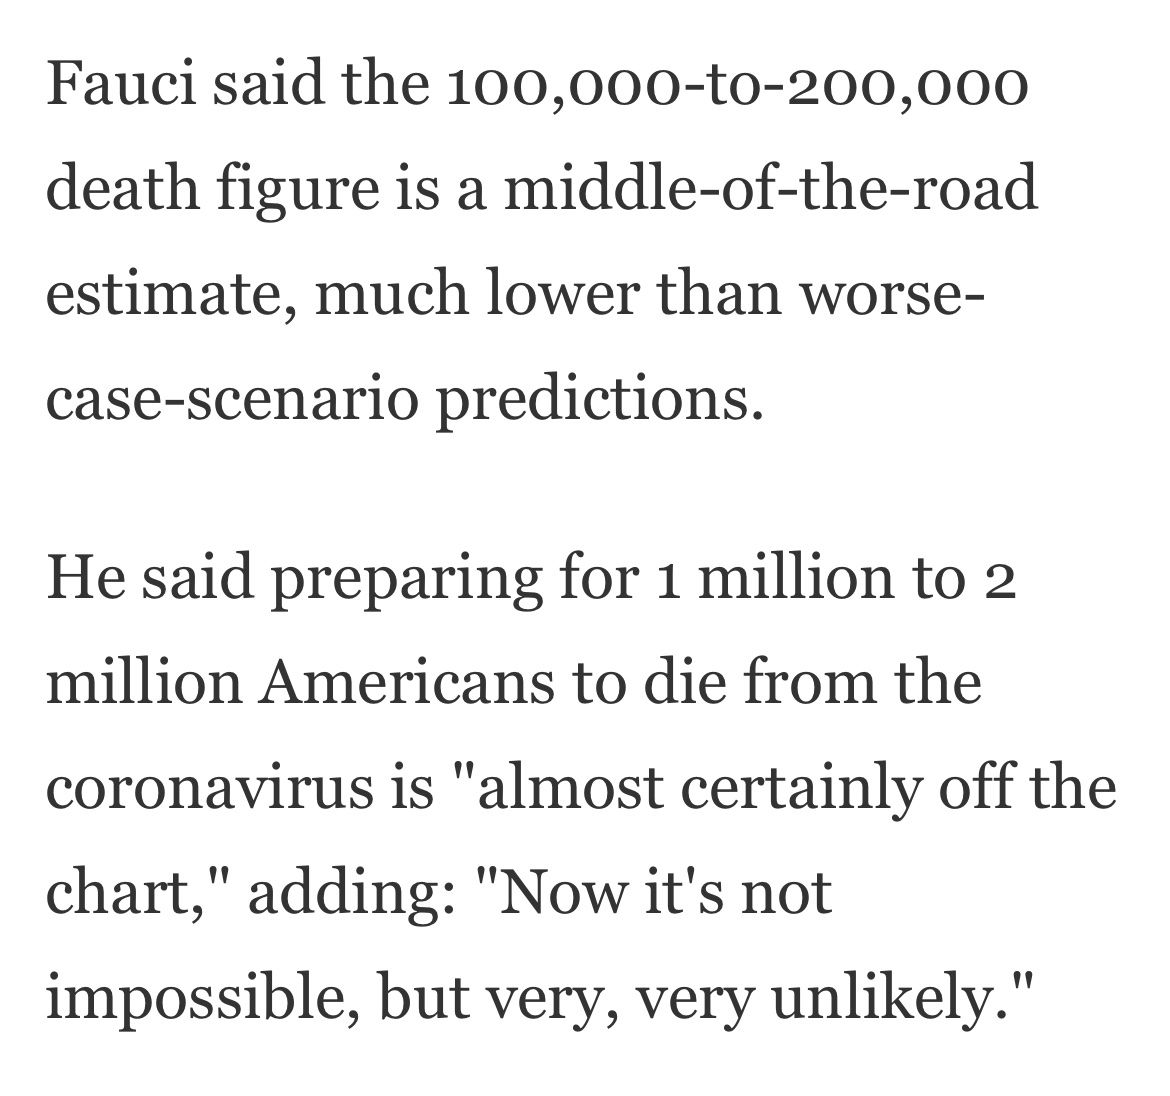 Fauci said the 100,000-to-200,000
death figure is a middle-of-the-road
estimate, much lower than worse-
case-scenario predictions.
He said preparing for 1 million to 2
million Americans to die from the
coronavirus is "almost certainly off the
chart," adding: "Now it's not
impossible, but very, very unlikely."